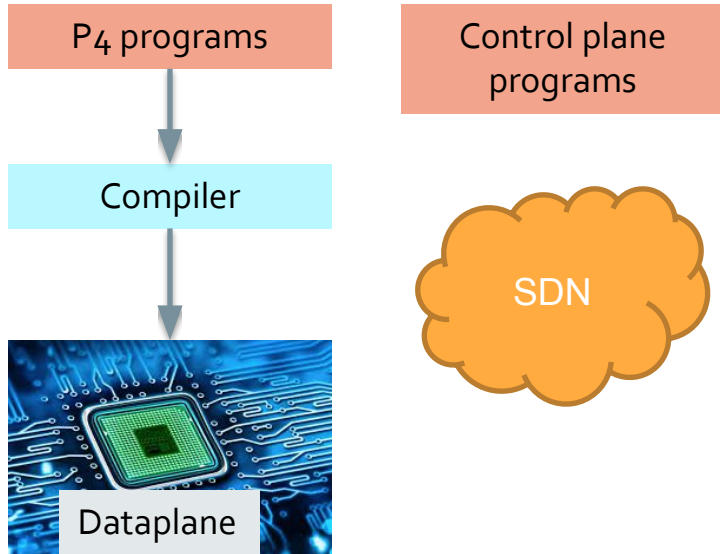 P4 programs
Control plane
programs
Compiler
SDN
Dataplane